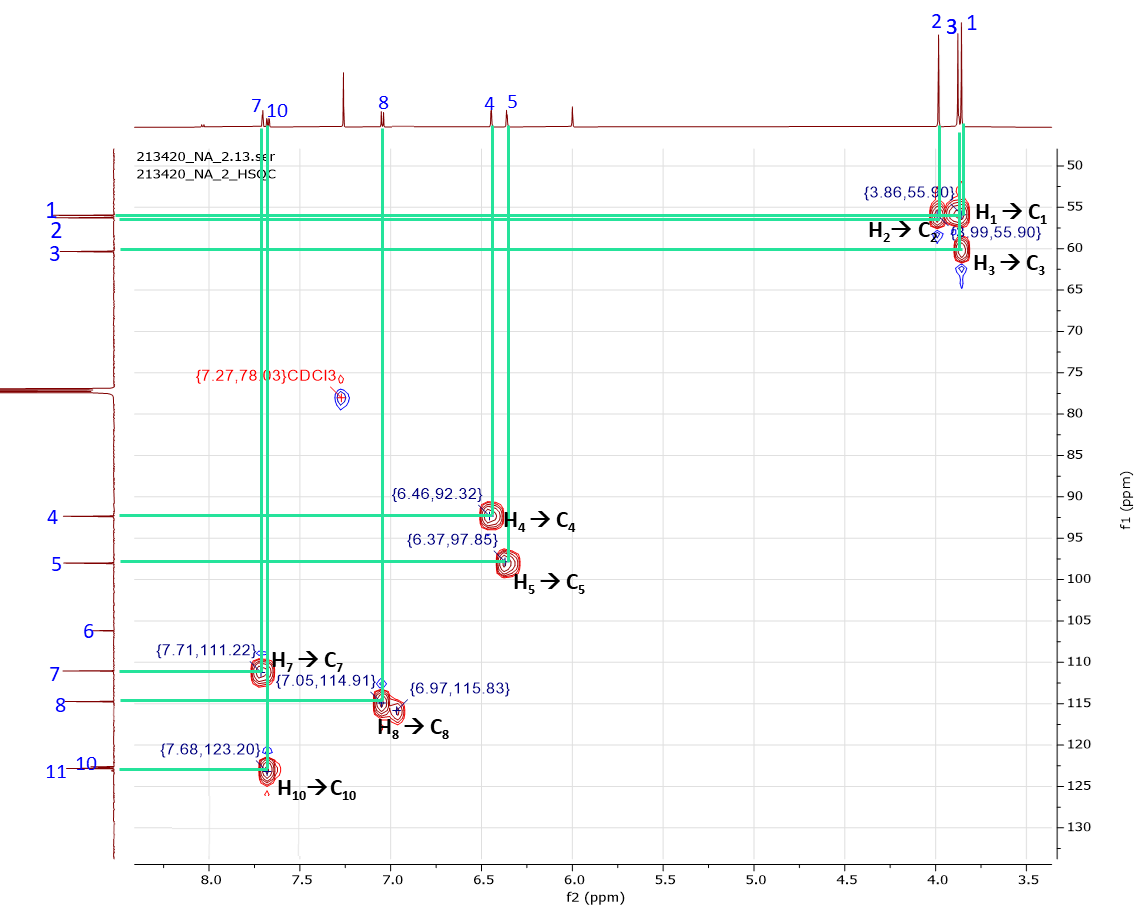 2 3 1
7 10 8 4 5
213420_NA_2.13.ser
213420_NA_2_HSQC
50
{3.86,55.90}
1
H1 → C1
55
2
H2 → C2
{3.99,55.90}
3
H3 → C3
60
65
70
{7.27,78.03}CDCl3
75
80
85
{6.46,92.32}
90
4
H4 → C4
95
{6.37,97.85}
5
H5 → C5
100
105
6
{7.71,111.22}
H7 → C7
110
7
{7.05,114.91}
{6.97,115.83}
8
115
H8 → C8
{7.68,123.20}
120
11 10
H10 → C10
125
130
f1 (ppm)
8.0 7.5 7.0 6.5 6.0 5.5 5.0 4.5 4.0 3.5
f2 (ppm)